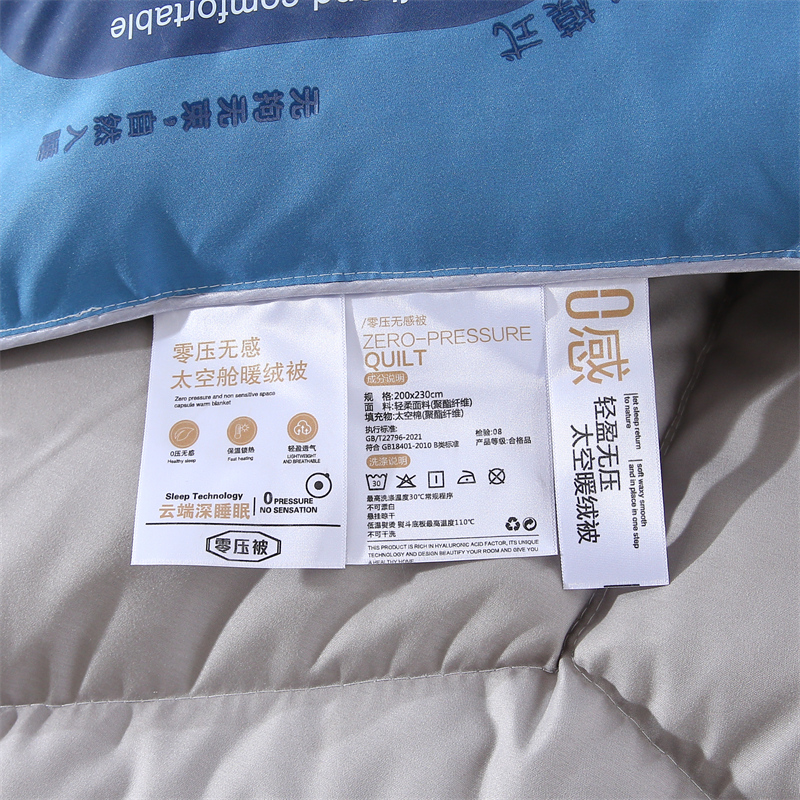 and comfortable
无拘无束,自然入
零压无感
太空舱暖绒被
Zero pressure and non sensitive space
capsule warm blanket
0压无感
Healthy sleep
保温锁热
Fast heating
轻盈透气
LIGHTWEIGHT
AND BREATHABLE
Sleep Technology
云端深睡眠
0 PRESSURE
NO SENSATION
零压被
/零压无感被
ZERO-PRESSURE
QUILT
成分说明
规 格:200x230cm
面 料:轻柔面料(聚酯纤维)
填充物:太空棉(聚酯纤维)
执行标准:
GB/T22796-2021
符合 GB18401-2010 B类标准
检验:08
产品等级:合格品
洗涤说明
30
最高洗涤温度30℃常规程序
不可漂白
悬挂晾干
低温熨烫 熨斗底板最高温度110℃
不可干洗
THIS PRODUCT IS RICH IN HYALURONIC ACID FACTOR, ITS UNIQUE
TECHNOLOGY AND DESIGN BEAUTIFY YOUR ROOM AND GIVE YOU
A HEALTHY HOM
0感
轻盈无压
太空暖绒被
let sleep return
to nature
soft waxy smooth
and in place in one step